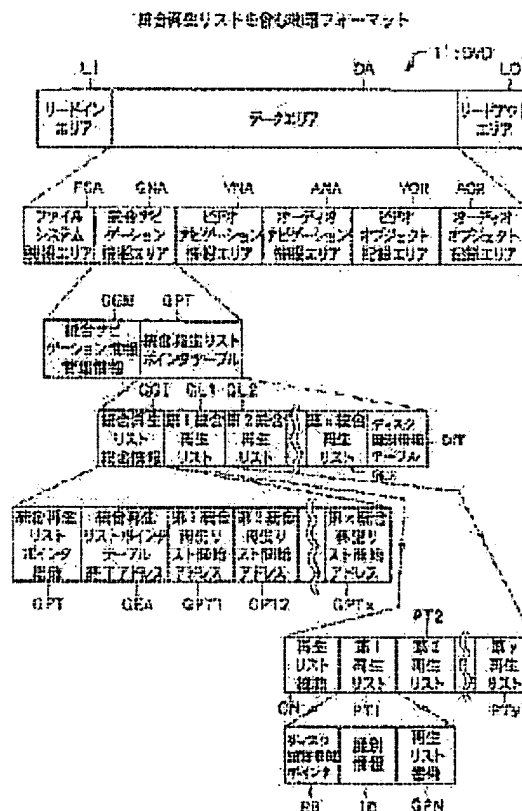 統合再生リストを含む物理フォーマット
1:DVD
LI
DA
LO
リードイン
エリア
データエリア
リードアウト
エリア
FSA
GNA
VNA
ANA
VOR
AOR
ファイル
システム
エリア
統合ナビ
ゲーション
情報エリア
ビデオ
ナビゲーション
情報エリア
オーディオ
ナビゲーション
情報エリア
ビデオ
オブジェクト
記録エリア
オーディオ
オブジェクト
記録エリア
GGM
GPT
統合ナビ
ゲーション情報
管理情報
統合再生リスト
ポインタテーブル
GGI
GL1
GL2
統合再生
リスト
総合情報
第1統合
再生
リスト
第2統合
再生
リスト
第x統合
再生
リスト
ディスク
識別情報
テーブル
DIT
GLx
統合再生
リスト
ポインタ
総数
統合再生
リストポインタ
テーブル
終了アドレス
第1統合
再生リ
スト開始
アドレス
第2統合
再生リ
スト開始
アドレス
第x統合
再生リ
スト開始
アドレス
GPT
GEA
GPT1
GPT2
GPTx
PT2
再生
リスト
総数
第1
再生
リスト
第2
再生
リスト
第y
再生
リスト
GN
PT1
PTy
ディスク
識別情報
ポインタ
識別
情報
再生
リスト
番号
ID
GPN